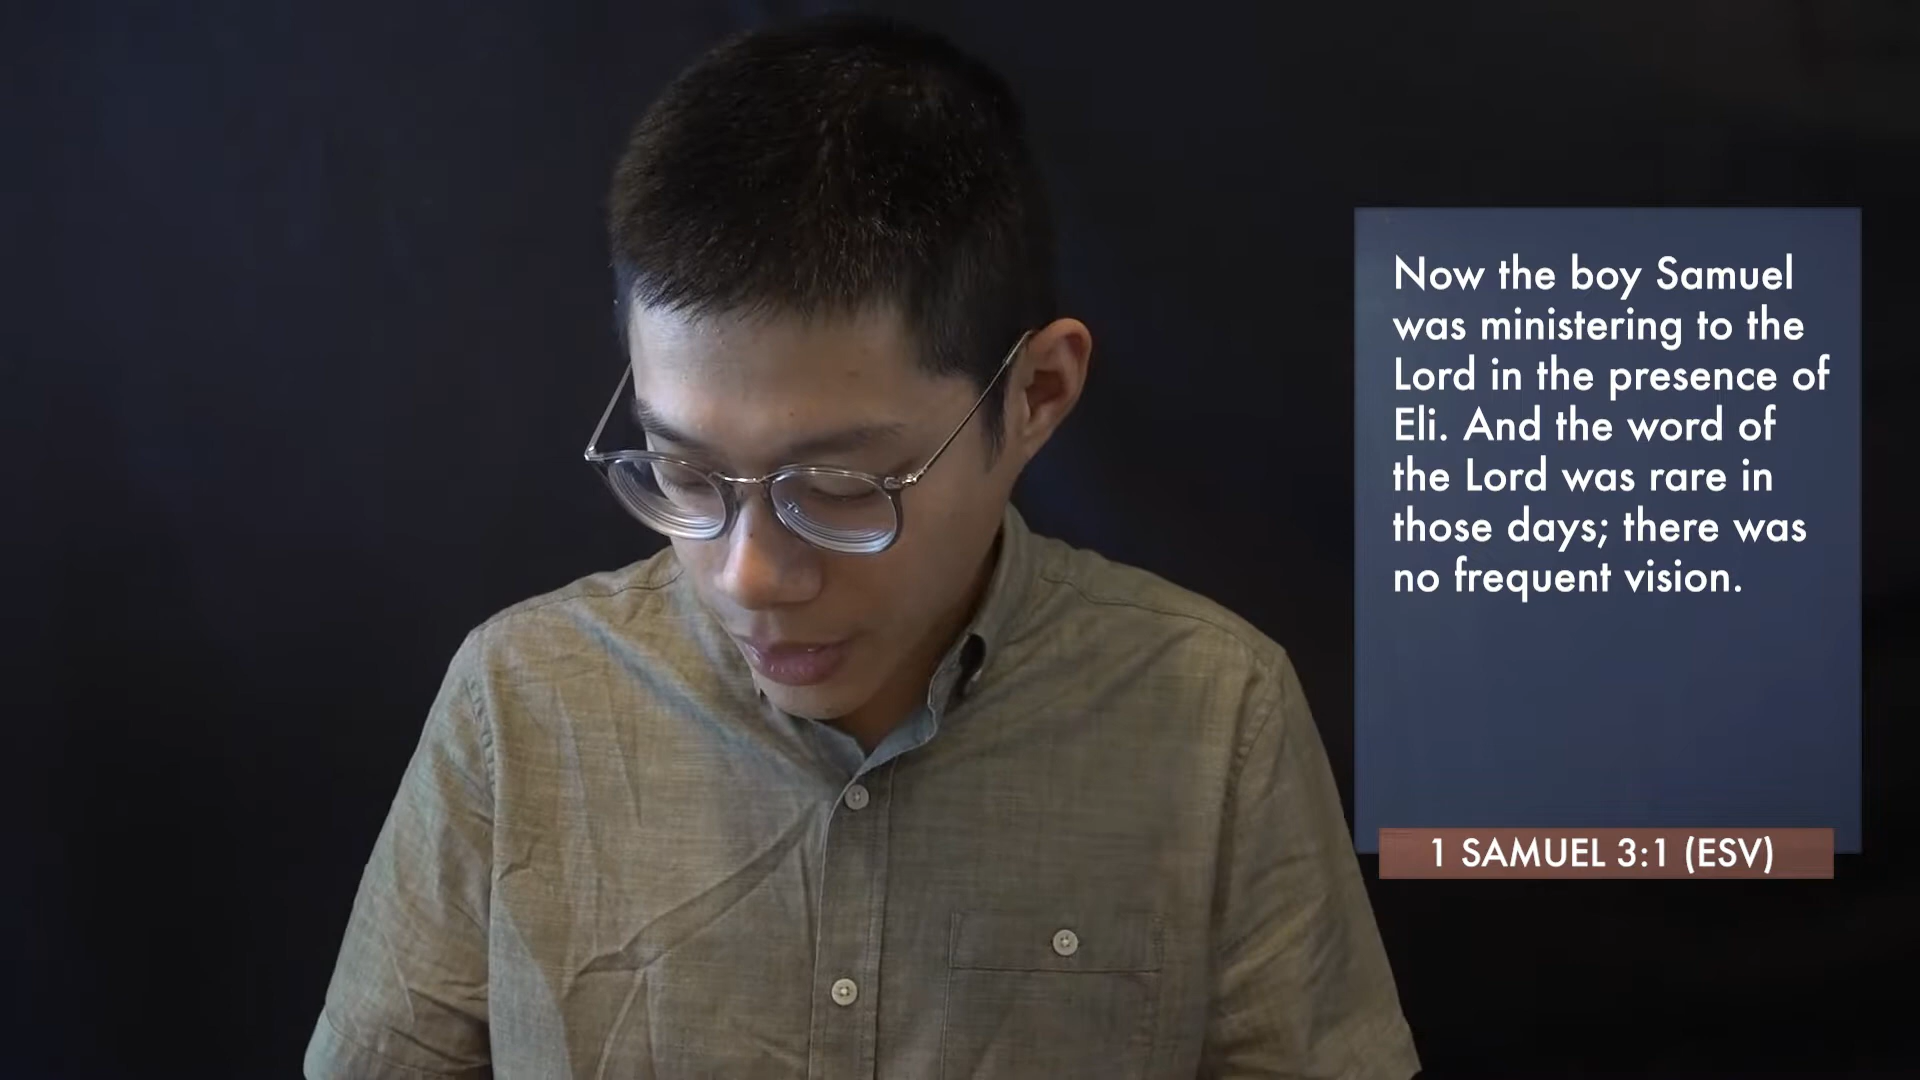 Now the boy Samuel
was ministering to the
Lord in the presence of
Eli. And the word of
the Lord was rare in
those days; there was
no frequent vision.
1 SAMUEL 3:1 (ESV)